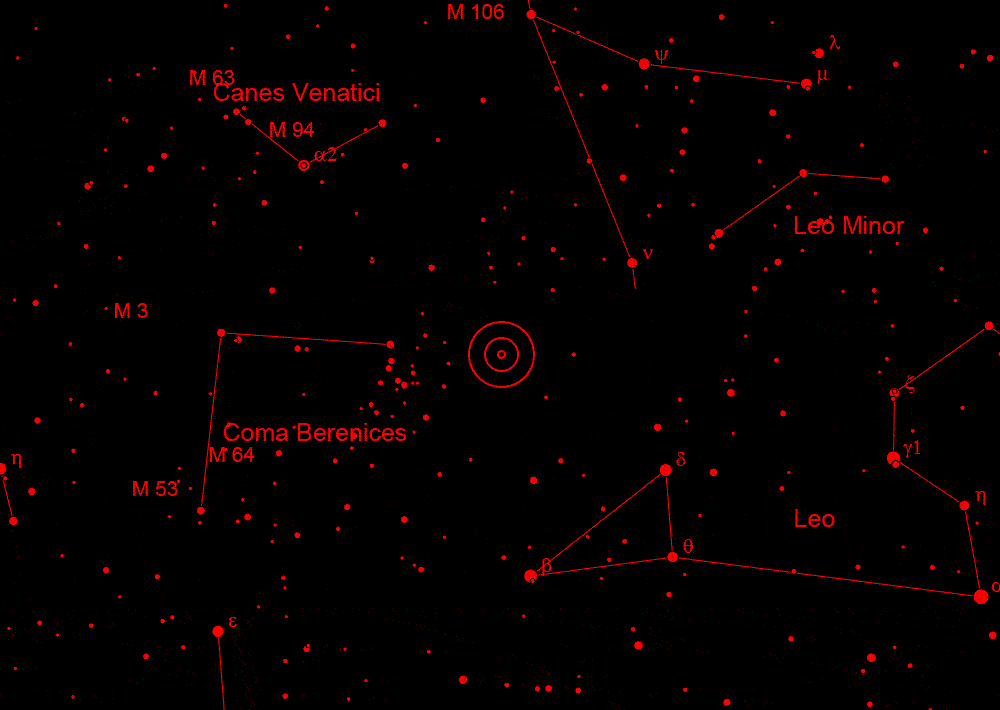 M 106
λ
ψ
μ
M 63
Canes Venatici
M 94
α2
Leo Minor
ν
M 3
ζ
Coma Berenices
γ1
M 64
η
δ
M 53
η
Leo
θ
β
α
ε